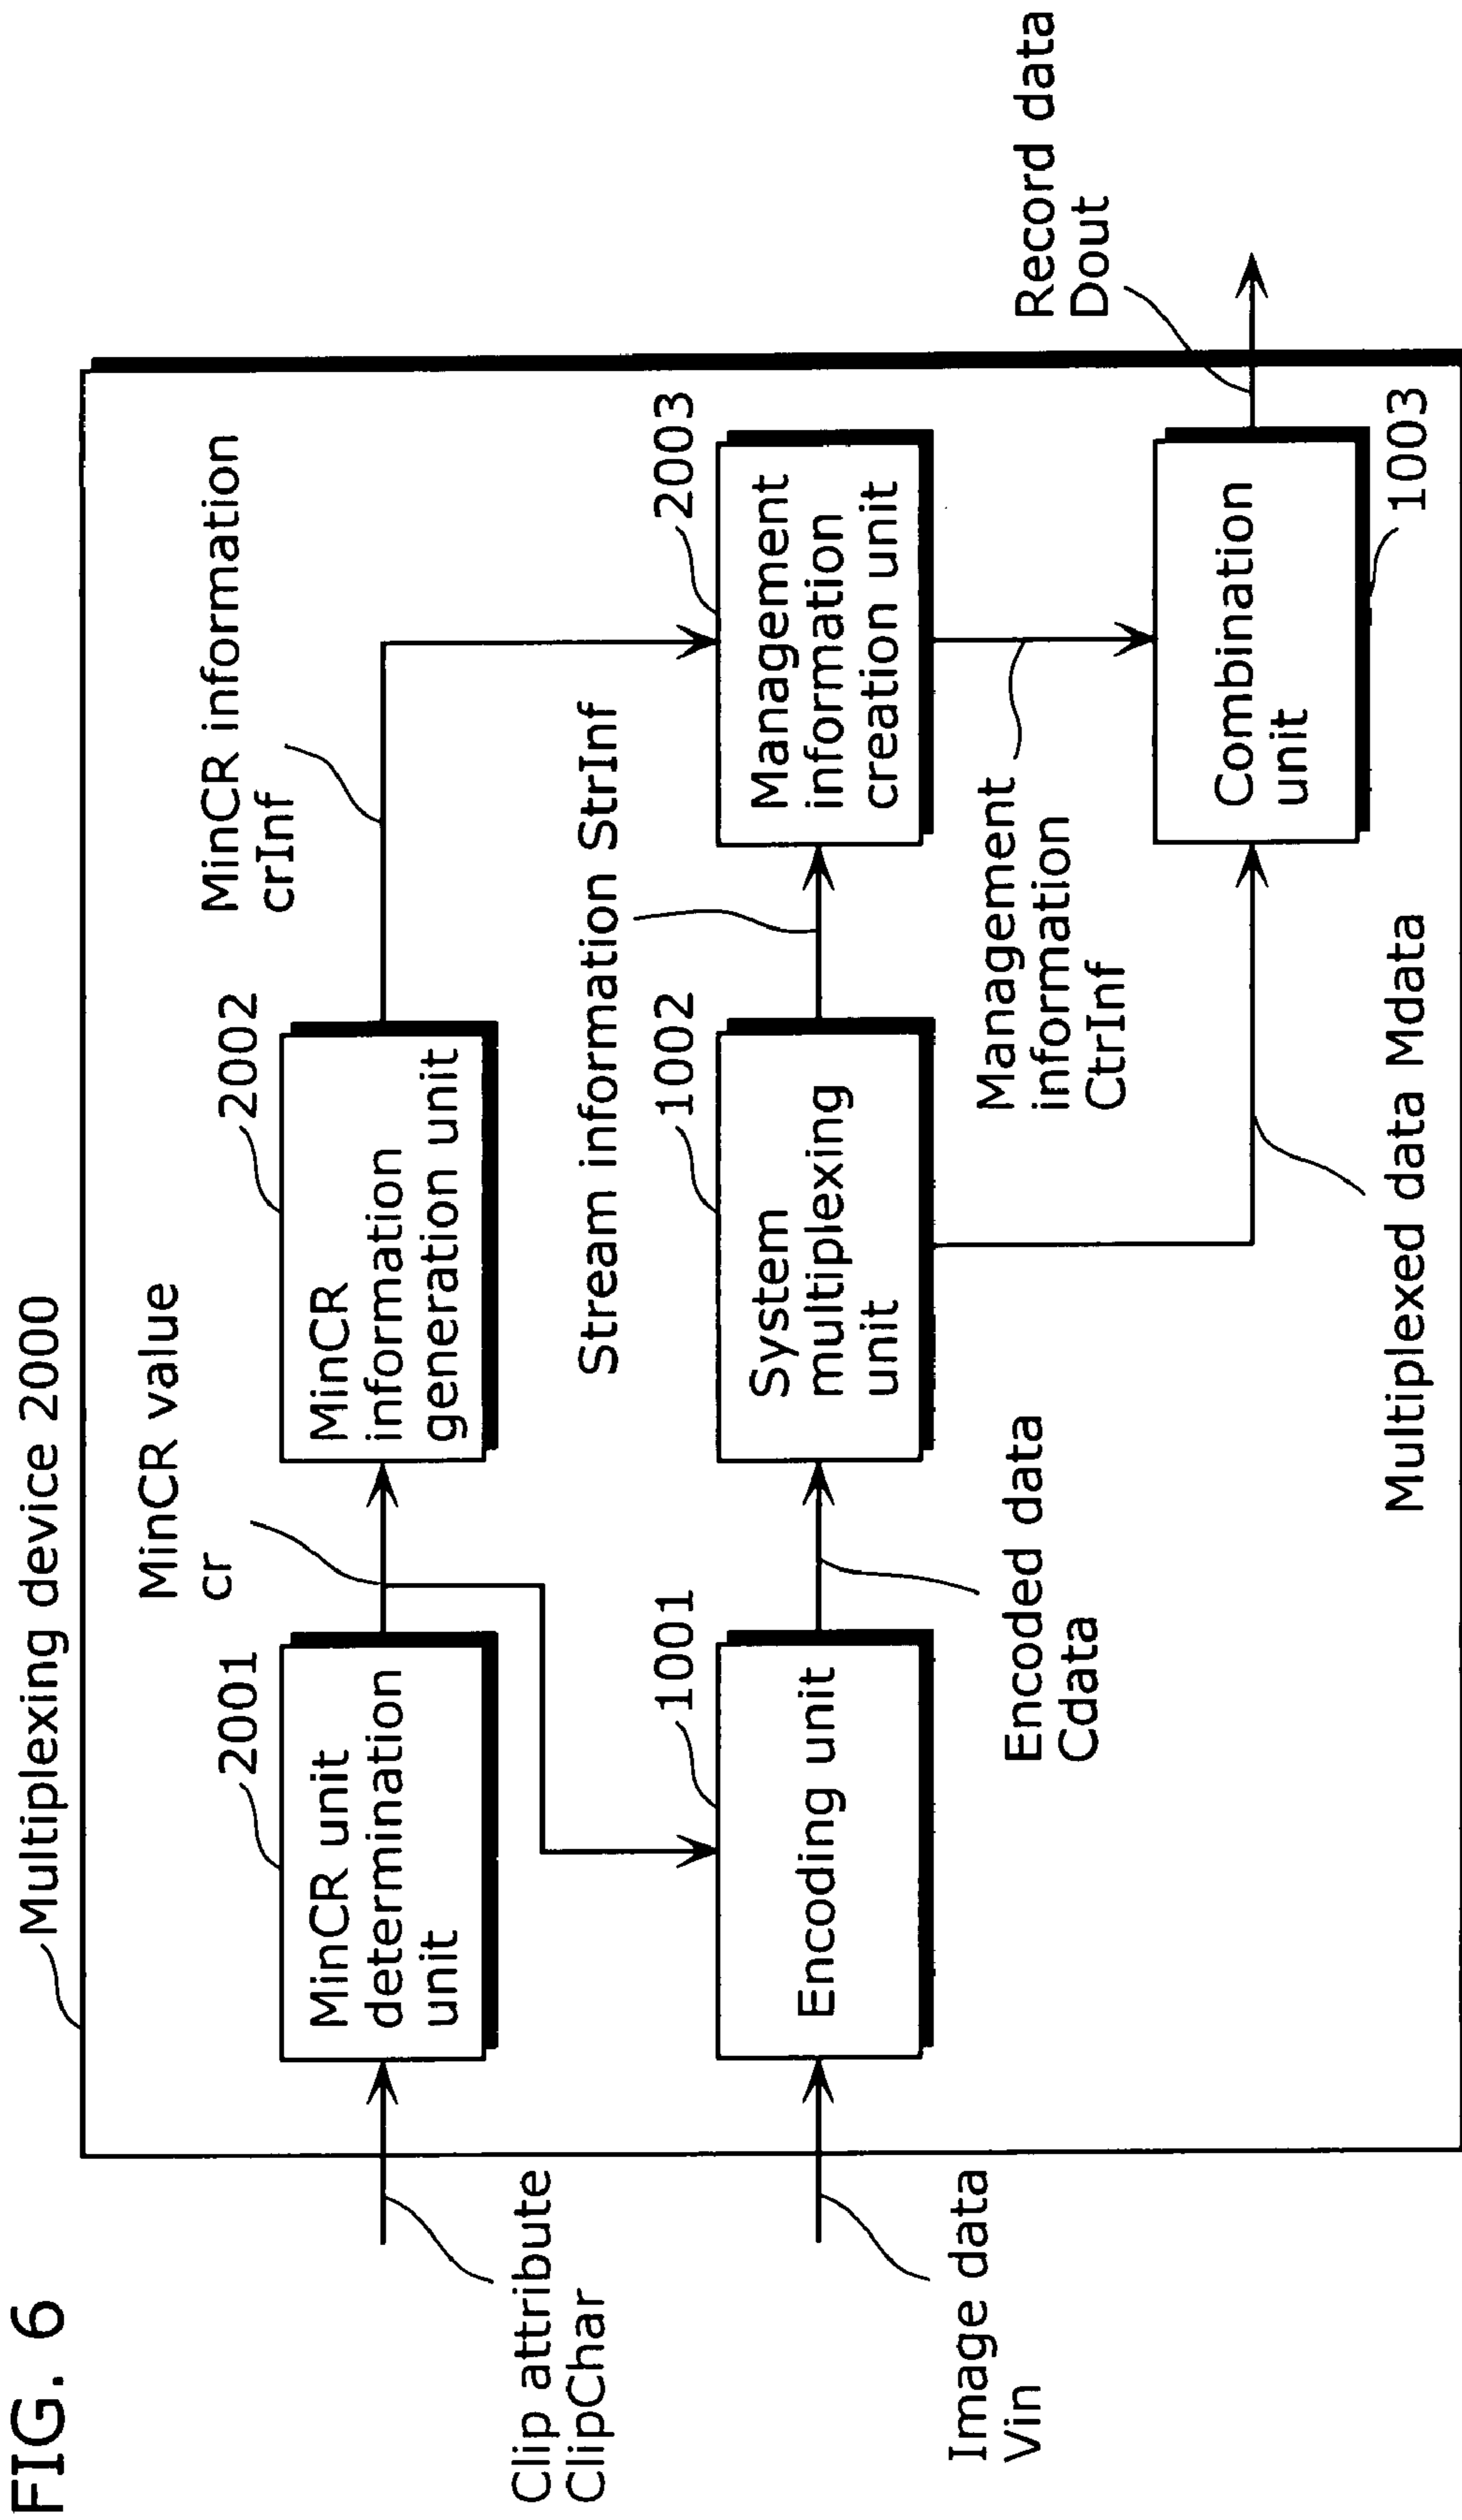 FIG. 6
Multiplexing device 2000
MinCR value
cr
MinCR information
crInf
2001
2002
MinCR unit
determination
unit
MinCR
information
generation unit
Clip attribute
ClipChar
Stream information StrInf
1001
1002
2003
Encoding unit
System
multiplexing
unit
Management
information
creation unit
Image data
Vin
Encoded data
Cdata
Management
information
CtrInf
Record data
Dout
Combination
unit
Multiplexed data Mdata
1003